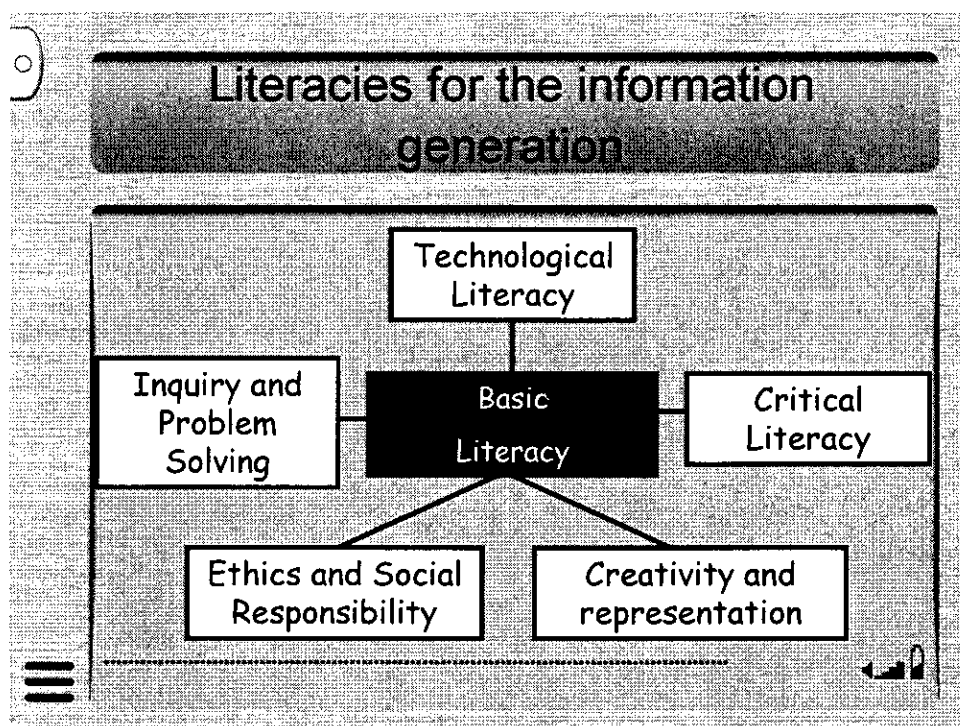 Literacies for the information
generation
Technological
Literacy
Inquiry and
Problem
Solving
Basic
Literacy
Critical
Literacy
Ethics and Social
Responsibility
Creativity and
representation